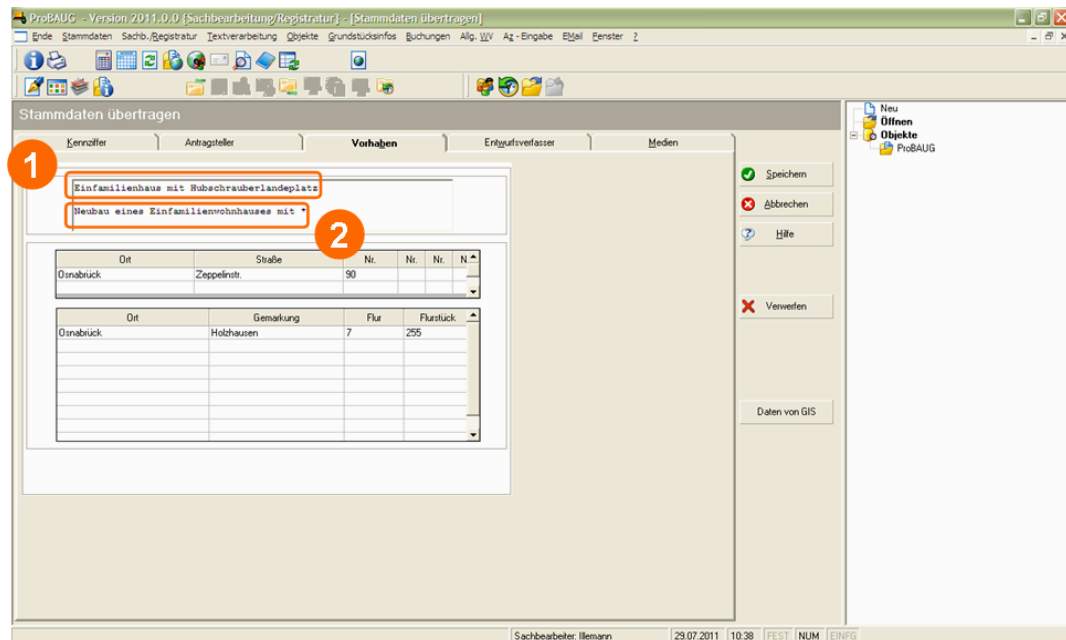 ProBAUG - Version 2011.0.0 {Sachbearbeitung/Registratur} - [Stammdaten übertragen]
Ende Stammdaten Sachb./Registratur Textverarbeitung Objekte Grundstücksinfos Buchungen Allg. WV Az - Eingabe EMail Fenster ?
Stammdaten übertragen
Kennziffer Antragsteller Vorhaben Entwurfsverfasser Medien
1
Einfamilienhaus mit Hubschrauberlandeplatz
Neubau eines Einfamilienwohnhauses mit *
2
Ort Straße Nr. Nr. Nr. N
Osnabrück Zeppelinstr. 90
Ort Gemarkung Flur Flurstück
Osnabrück Holzhausen 7 255
Speichern
Abbrechen
Hilfe
Verwerfen
Daten von GIS
Neu
Öffnen
Objekte
ProBAUG
Sachbearbeiter: Illemann 29.07.2011 10:38 FEST NUM EINFG